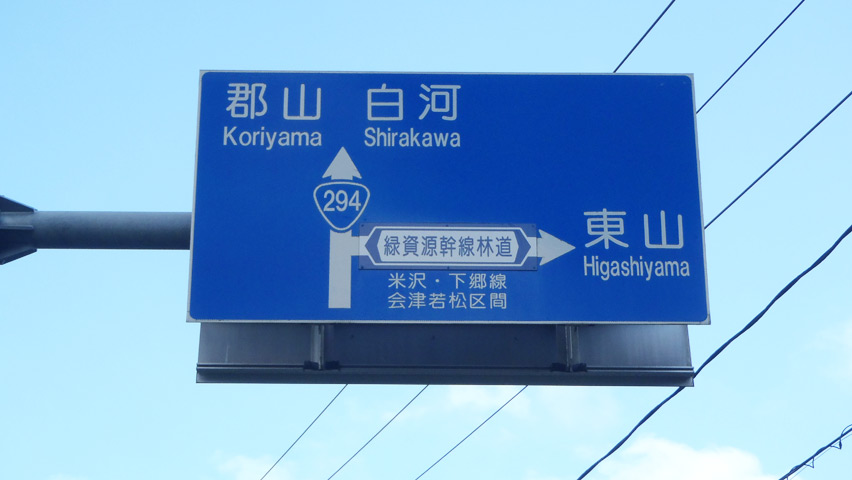 郡山 白河
Koriyama Shirakawa
294
緑資源幹線林道
東山
Higashiyama
米沢・下郷線
会津若松区間